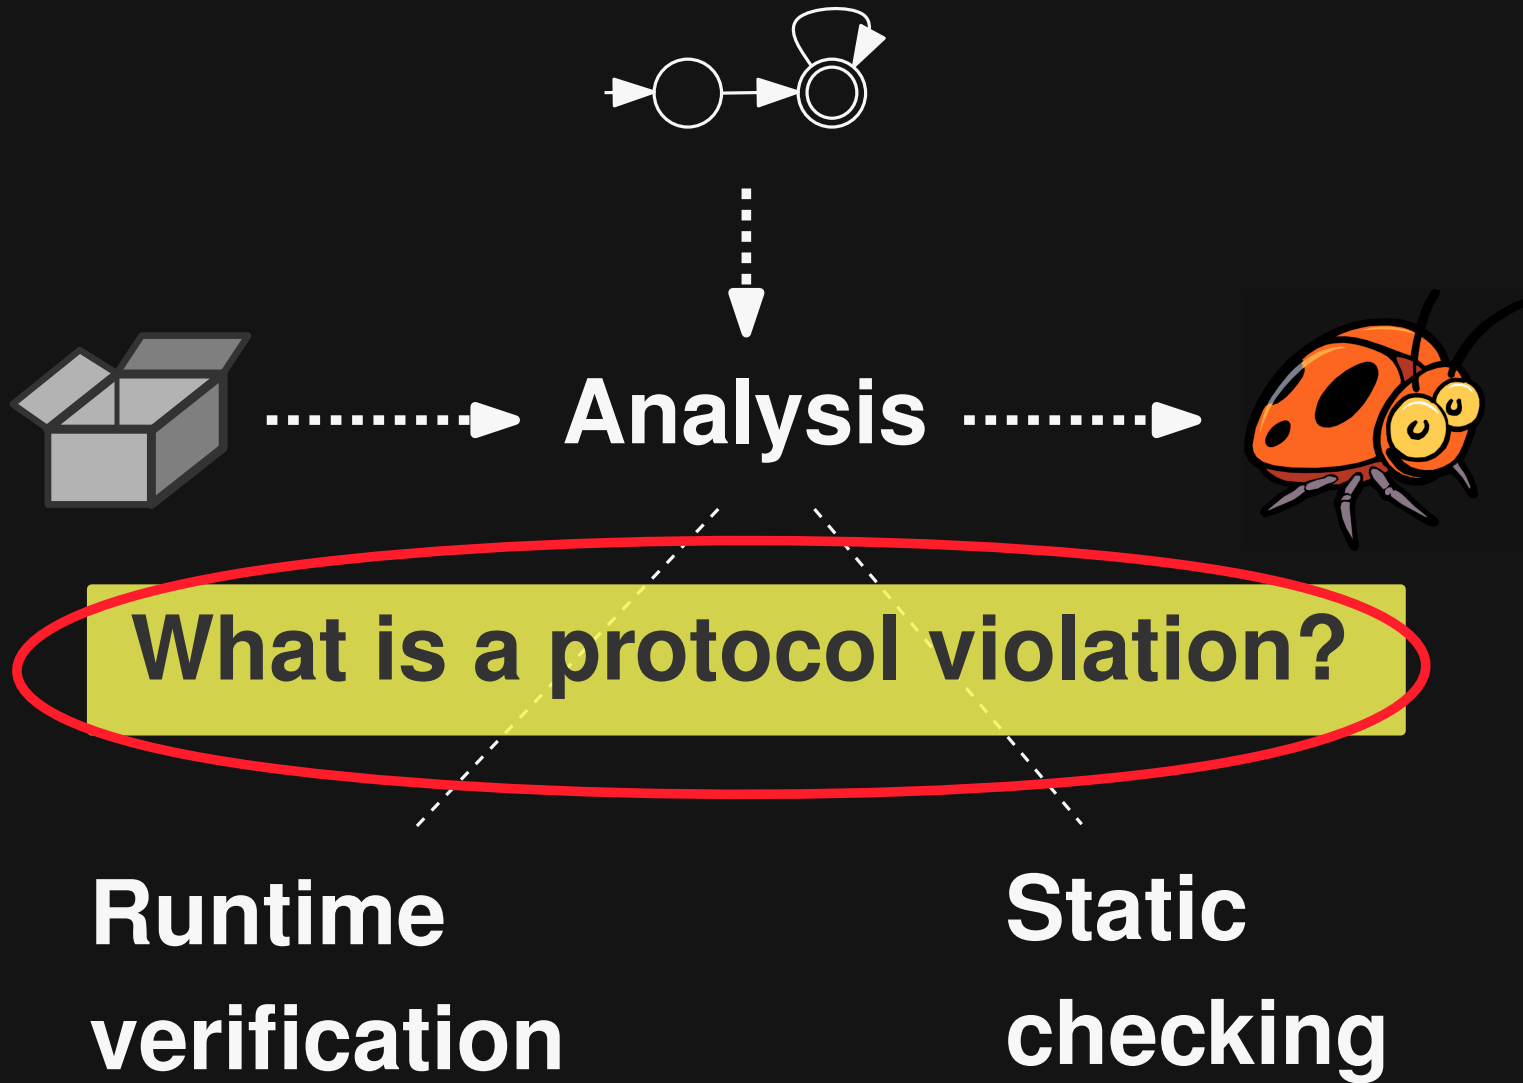 Analysis
What is a protocol violation?
Runtime
verification
Static
checking